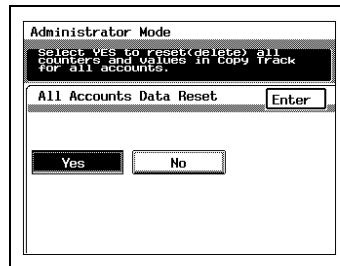 Administrator Mode
Select YES to reset(delete) all
counters and values in Copy Track
for all accounts.
All Accounts Data Reset
Enter
Yes
No